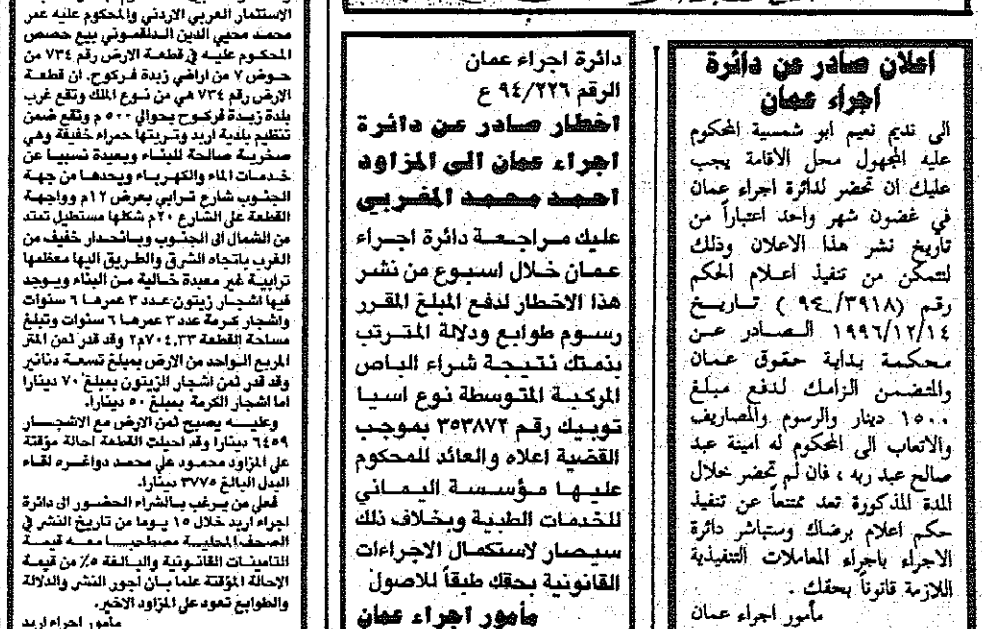 اعلان صادر عن دائرة
اجراء عمان
الى نديم نعيم ابو شمسية المحكوم
عليه المجهول محل الاقامة يجب
عليك ان تحضر لدائرة اجراء عمان
في غضون شهر واحد اعتباراً من
تاريخ نشر هذا الاعلان وذلك
لتتمكن من تنفيذ اعلام الحكم
رقم (٩٤/٣٩١٨) تاريخ
١٩٩٦/١٢/١٤ الصادر عن
محكمة بداية حقوق عمان
والمتضمن الزامك لدفع مبلغ
١٥٠٠ دينار والرسوم والمصاريف
والاتعاب الى المحكوم له امينة عبد
صالح عبد ربه ، فان لم تحضر خلال
المدة المذكورة تعد ممتنعاً عن تنفيذ
حكم اعلام برضاك وستباشر دائرة
الاجراء باجراء المعاملات التنفيذية
اللازمة قانوناً بحقك .
مأمور اجراء عمان
دائرة اجراء عمان
الرقم ٩٤/٢٢٦ ع
اخطار صادر عن دائرة
اجراء عمان الى المزاود
احمد محمد المغربي
عليك مراجعة دائرة اجراء
عمان خلال اسبوع من نشر
هذا الاخطار لدفع المبلغ المقرر
رسوم طوابع ودلالة المترتب
بذمتك نتيجة شراء الباص
المركبة المتوسطة نوع اسيا
توبيك رقم ٣٥٣٨٧٢ بموجب
القضية اعلاه والعائد للمحكوم
عليها مؤسسة اليماني
للخدمات الطبية وبخلاف ذلك
سيصار لاستكمال الاجراءات
القانونية بحقك طبقاً للاصول
مأمور اجراء عمان
الاستثمار العربي الاردني والمحكوم عليه عمر
محمد محيي الدين الدلقموني بيع حصص
المحكوم عليه في قطعة الارض رقم ٧٣٤ من
حوض ٧ من اراضي زبدة فركوح. ان قطعة
الارض رقم ٧٣٤ هي من نوع الملك وتقع غرب
بلدة زبدة فركوح بحوالي ٥٠٠ م وتقع ضمن
تنظيم بلدية اربد وتربتها حمراء خفيفة وهي
صخرية صالحة للبناء وبعيدة نسبيا عن
خدمات الماء والكهرباء ويحدها من جهة
الجنوب شارع ترابي بعرض ١٢م وواجهة
القطعة على الشارع ٢٠م شكلها مستطيل تمتد
من الشمال الى الجنوب وبانحدار خفيف من
الغرب باتجاه الشرق والطريق اليها معظمها
ترابية غير معبدة خالية من البناء ويوجد
فيها اشجار زيتون عدد ٣ عمرها ٦ سنوات
واشجار كرمة عدد ٣ عمرها ٦ سنوات وتبلغ
مساحة القطعة ٧٠٤,٣٣م٢ وقد قدر ثمن المتر
المربع الواحد من الارض بمبلغ تسعة دنانير
وقد قدر ثمن اشجار الزيتون بمبلغ ٧٠ دينارا
اما اشجار الكرمة بمبلغ ٥٠ دينارا.
وعليه يصبح ثمن الارض مع الاشجار
٦٤٥٩ دينارا وقد احيلت القطعة احالة مؤقتة
على المزاود محمود علي محمد دواغره لقاء
البدل البالغ ٣٧٧٥ دينارا.
فعلى من يرغب بالشراء الحضور الى دائرة
اجراء اربد خلال ١٥ يوما من تاريخ النشر في
الصحف المحلية مصطحبا معه قيمة
التامينات القانونية والبالغة ٥٪ من قيمة
الاحالة المؤقتة علما بان اجور النشر والدلالة
والطوابع تعود على المزاود الاخير.
مأمور اجراء اربد